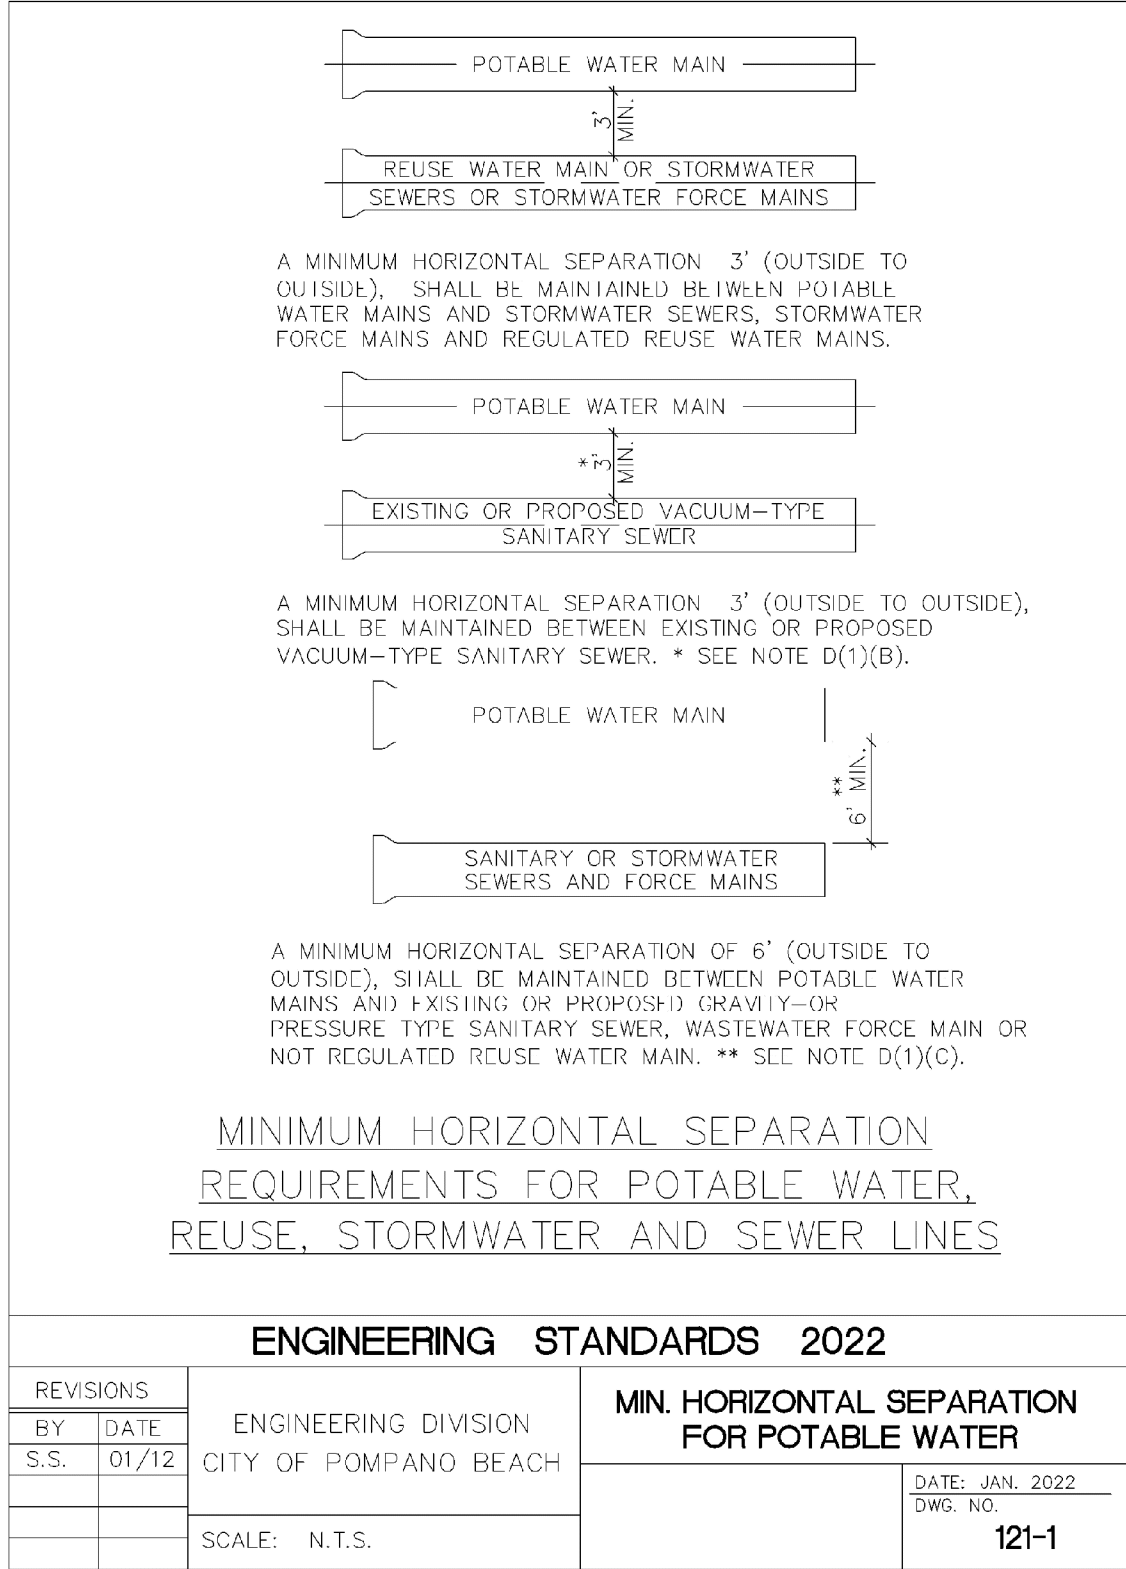 POTABLE WATER MAIN
3'
MIN.
REUSE WATER MAIN OR STORMWATER
SEWERS OR STORMWATER FORCE MAINS
A MINIMUM HORIZONTAL SEPARATION 3' (OUTSIDE TO
OUTSIDE), SHALL BE MAINTAINED BETWEEN POTABLE
WATER MAINS AND STORMWATER SEWERS, STORMWATER
FORCE MAINS AND REGULATED REUSE WATER MAINS.
POTABLE WATER MAIN
*3'
MIN.
EXISTING OR PROPOSED VACUUM-TYPE
SANITARY SEWER
A MINIMUM HORIZONTAL SEPARATION 3' (OUTSIDE TO OUTSIDE),
SHALL BE MAINTAINED BETWEEN EXISTING OR PROPOSED
VACUUM-TYPE SANITARY SEWER. * SEE NOTE D(1)(B).
POTABLE WATER MAIN
**
6' MIN.
SANITARY OR STORMWATER
SEWERS AND FORCE MAINS
A MINIMUM HORIZONTAL SEPARATION OF 6' (OUTSIDE TO
OUTSIDE), SHALL BE MAINTAINED BETWEEN POTABLE WATER
MAINS AND EXISTING OR PROPOSED GRAVITY-OR
PRESSURE TYPE SANITARY SEWER, WASTEWATER FORCE MAIN OR
NOT REGULATED REUSE WATER MAIN. ** SEE NOTE D(1)(C).
MINIMUM HORIZONTAL SEPARATION
REQUIREMENTS FOR POTABLE WATER,
REUSE, STORMWATER AND SEWER LINES
ENGINEERING STANDARDS 2022
REVISIONS
BY DATE
S.S. 01/12
ENGINEERING DIVISION
CITY OF POMPANO BEACH
SCALE: N.T.S.
MIN. HORIZONTAL SEPARATION
FOR POTABLE WATER
DATE: JAN. 2022
DWG. NO.
121-1